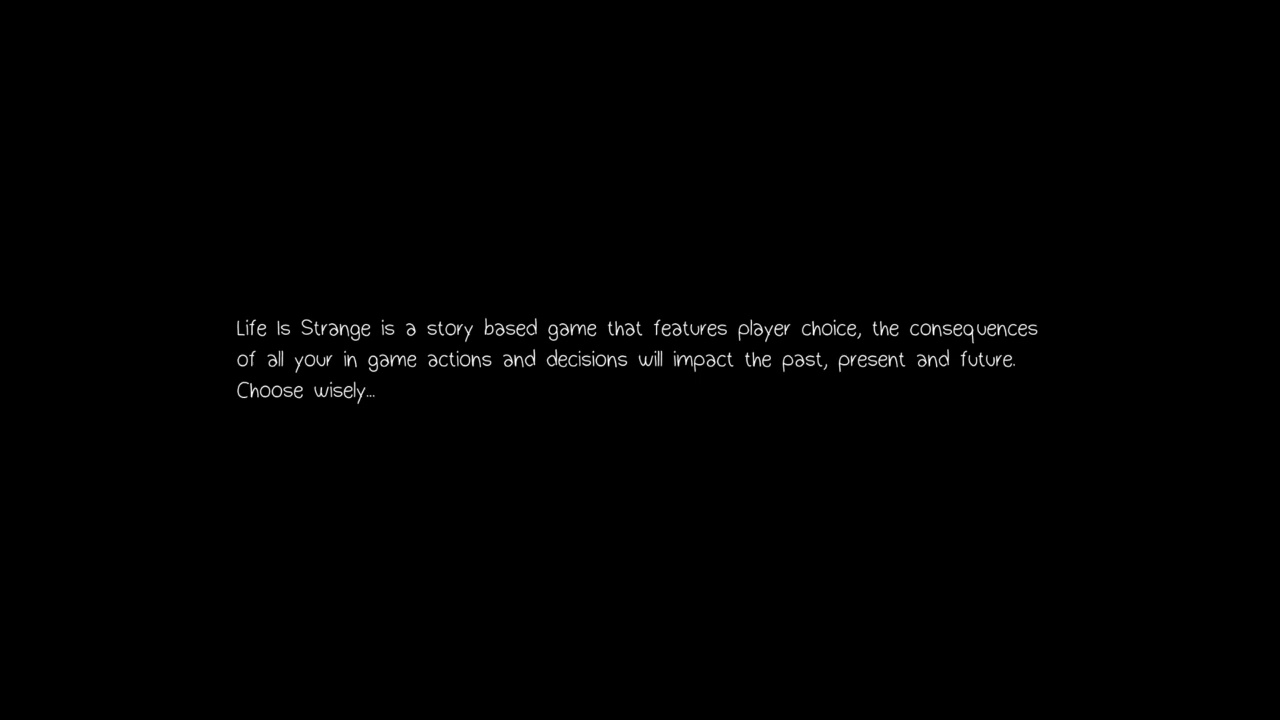 Life Is Strange is a story based game that features player choice, the consequences
of all your in game actions and decisions will impact the past, present and future.
Choose wisely...